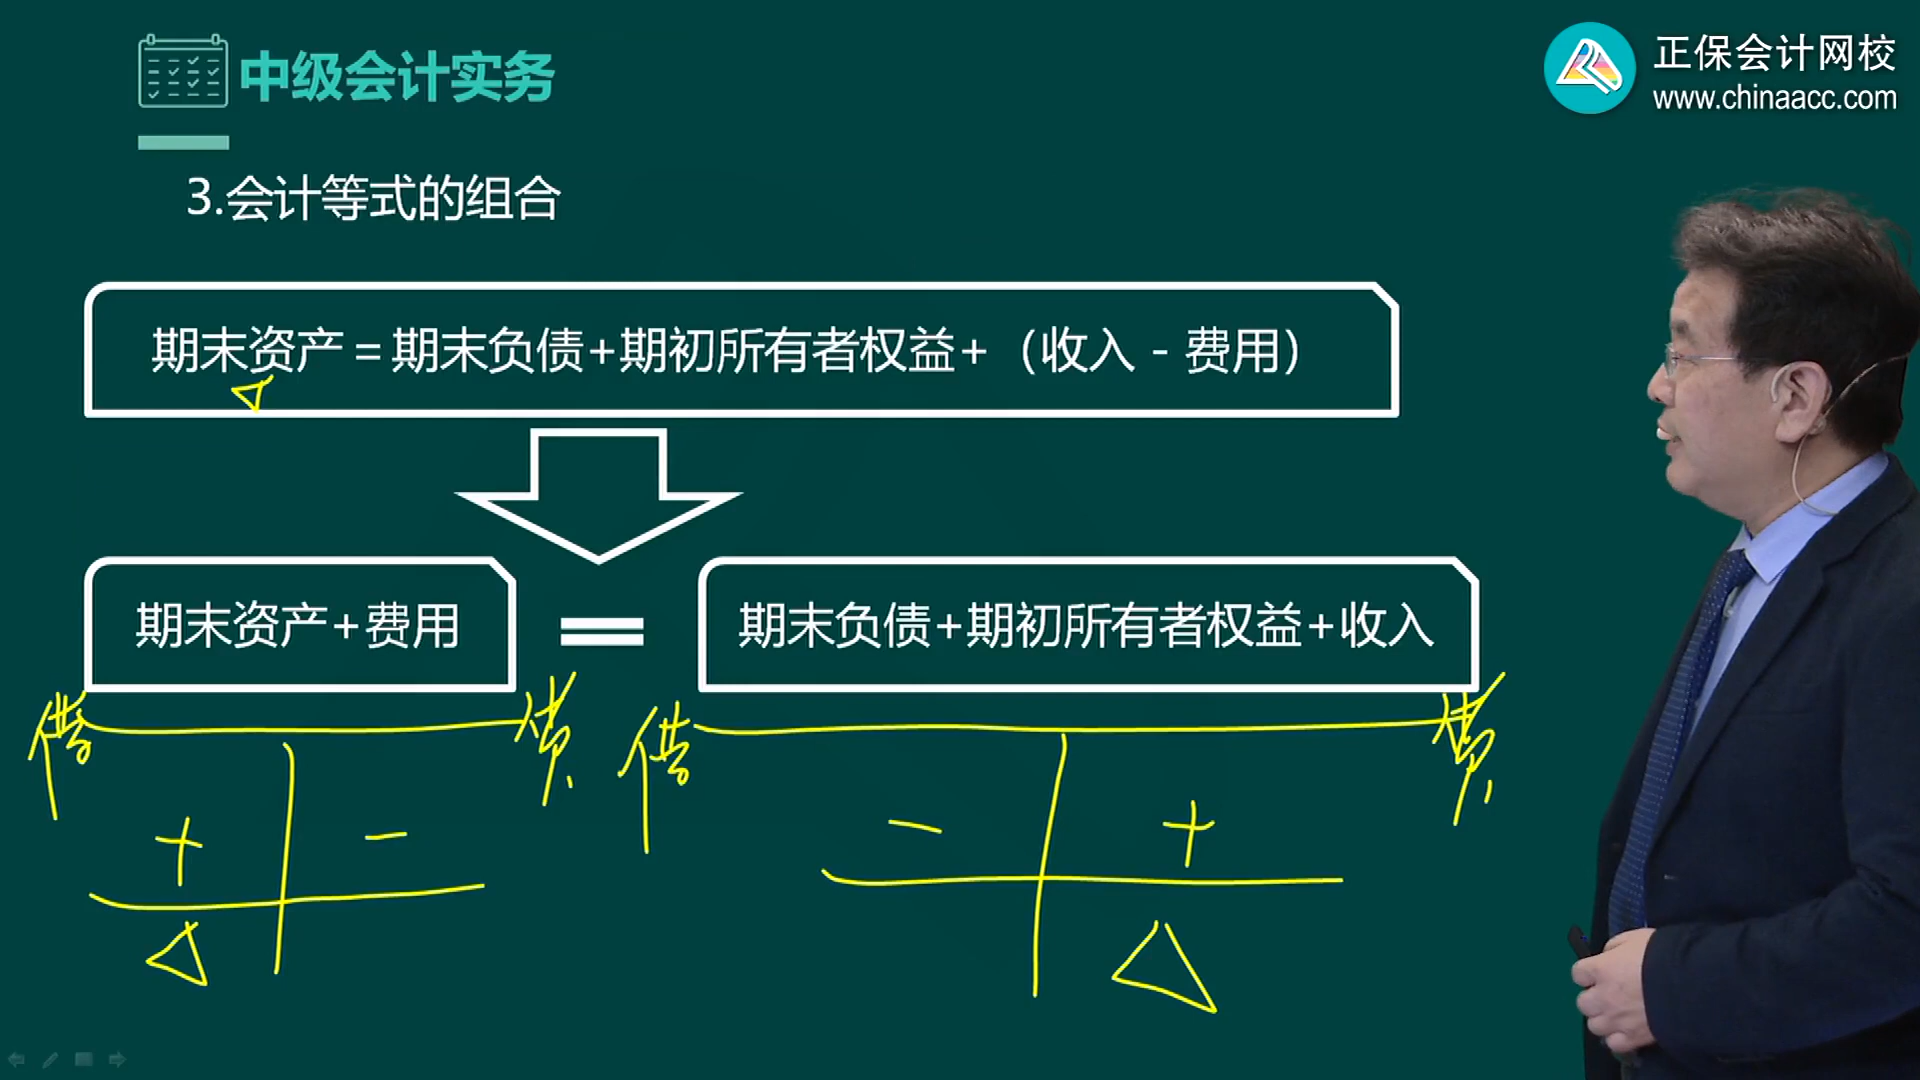 中级会计实务
正保会计网校
www.chinaacc.com
3.会计等式的组合
期末资产=期末负债+期初所有者权益+（收入-费用）
期末资产+费用
=
期末负债+期初所有者权益+收入
借 贷 借 贷
+ - - +